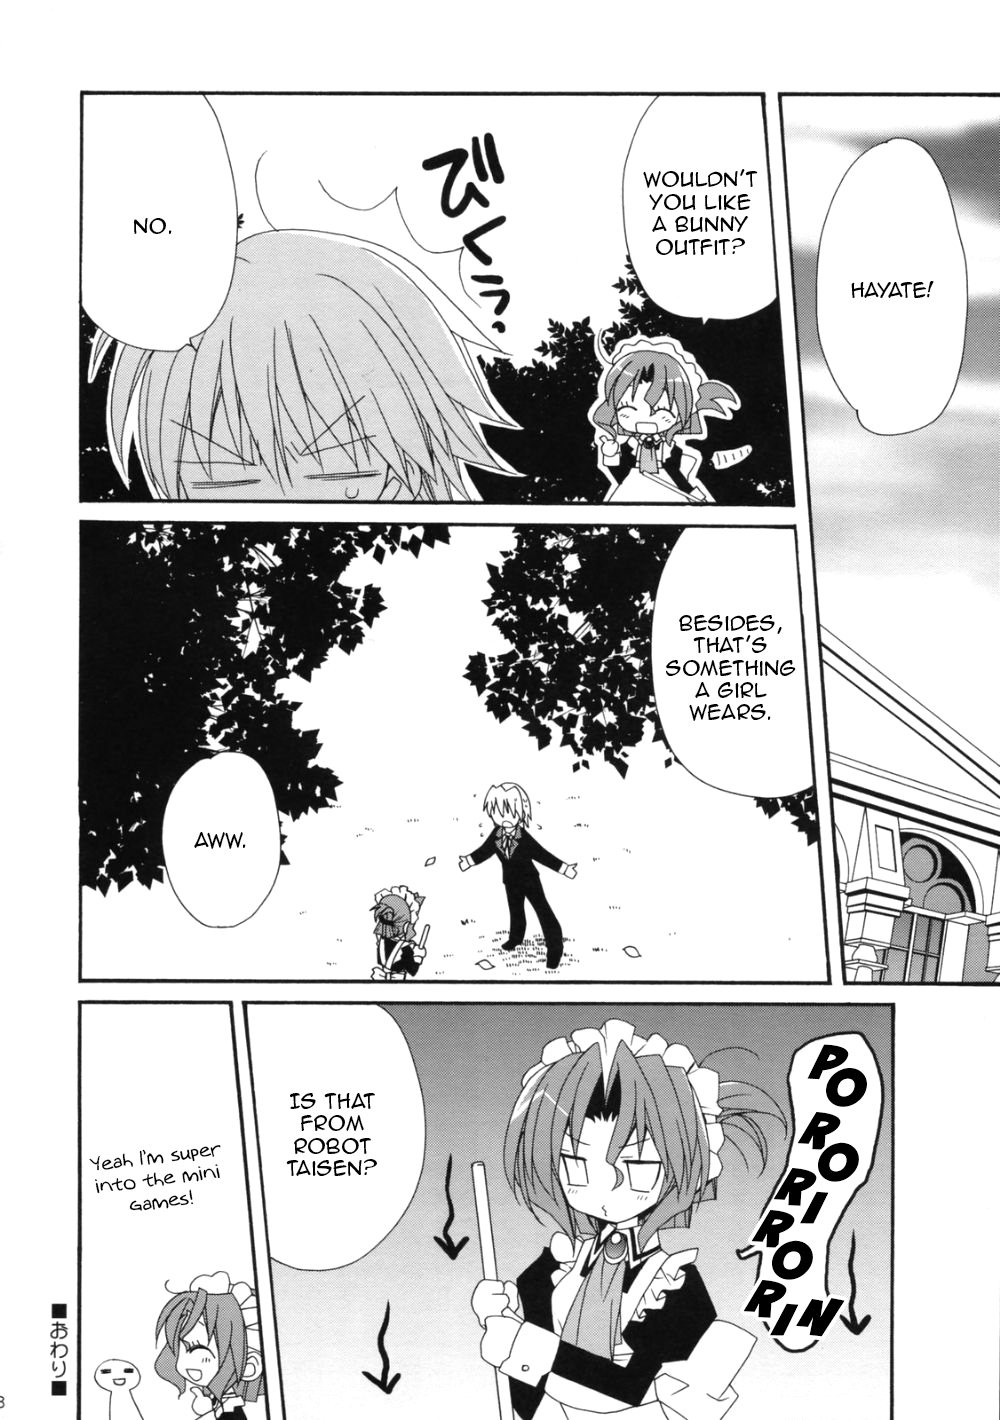 HAYATE!
WOULDN'T
YOU LIKE
A BUNNY
OUTFIT?
びくぅ、
NO.
BESIDES,
THAT'S
SOMETHING
A GIRL
WEARS.
AWW.
PORORIRORIN
IS THAT
FROM
ROBOT
TAISEN?
Yeah I'm super
into the mini
games!
■おわり■